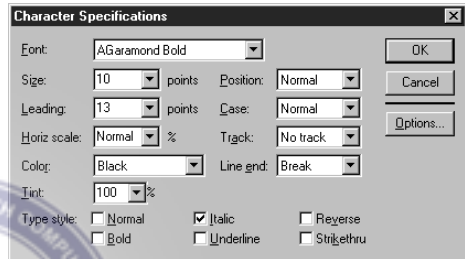 Character Specifications
Font: AGaramond Bold OK
Size: 10 points Position: Normal Cancel
Leading: 13 points Case: Normal
Options...
Horiz scale: Normal % Track: No track
Color: Black Line end: Break
Tint: 100 %
Type style: Normal Italic Reverse
Bold Underline Strikethru